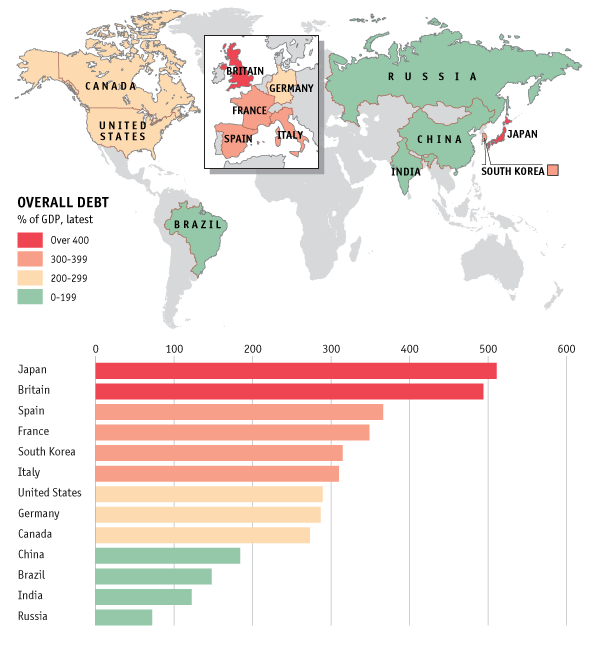 CANADA
UNITED
STATES
BRITAIN
GERMANY
FRANCE
SPAIN
ITALY
RUSSIA
CHINA
JAPAN
INDIA
SOUTH KOREA
BRAZIL
OVERALL DEBT
% of GDP, latest
Over 400
300-399
200-299
0-199
0 100 200 300 400 500 600
Japan
Britain
Spain
France
South Korea
Italy
United States
Germany
Canada
China
Brazil
India
Russia